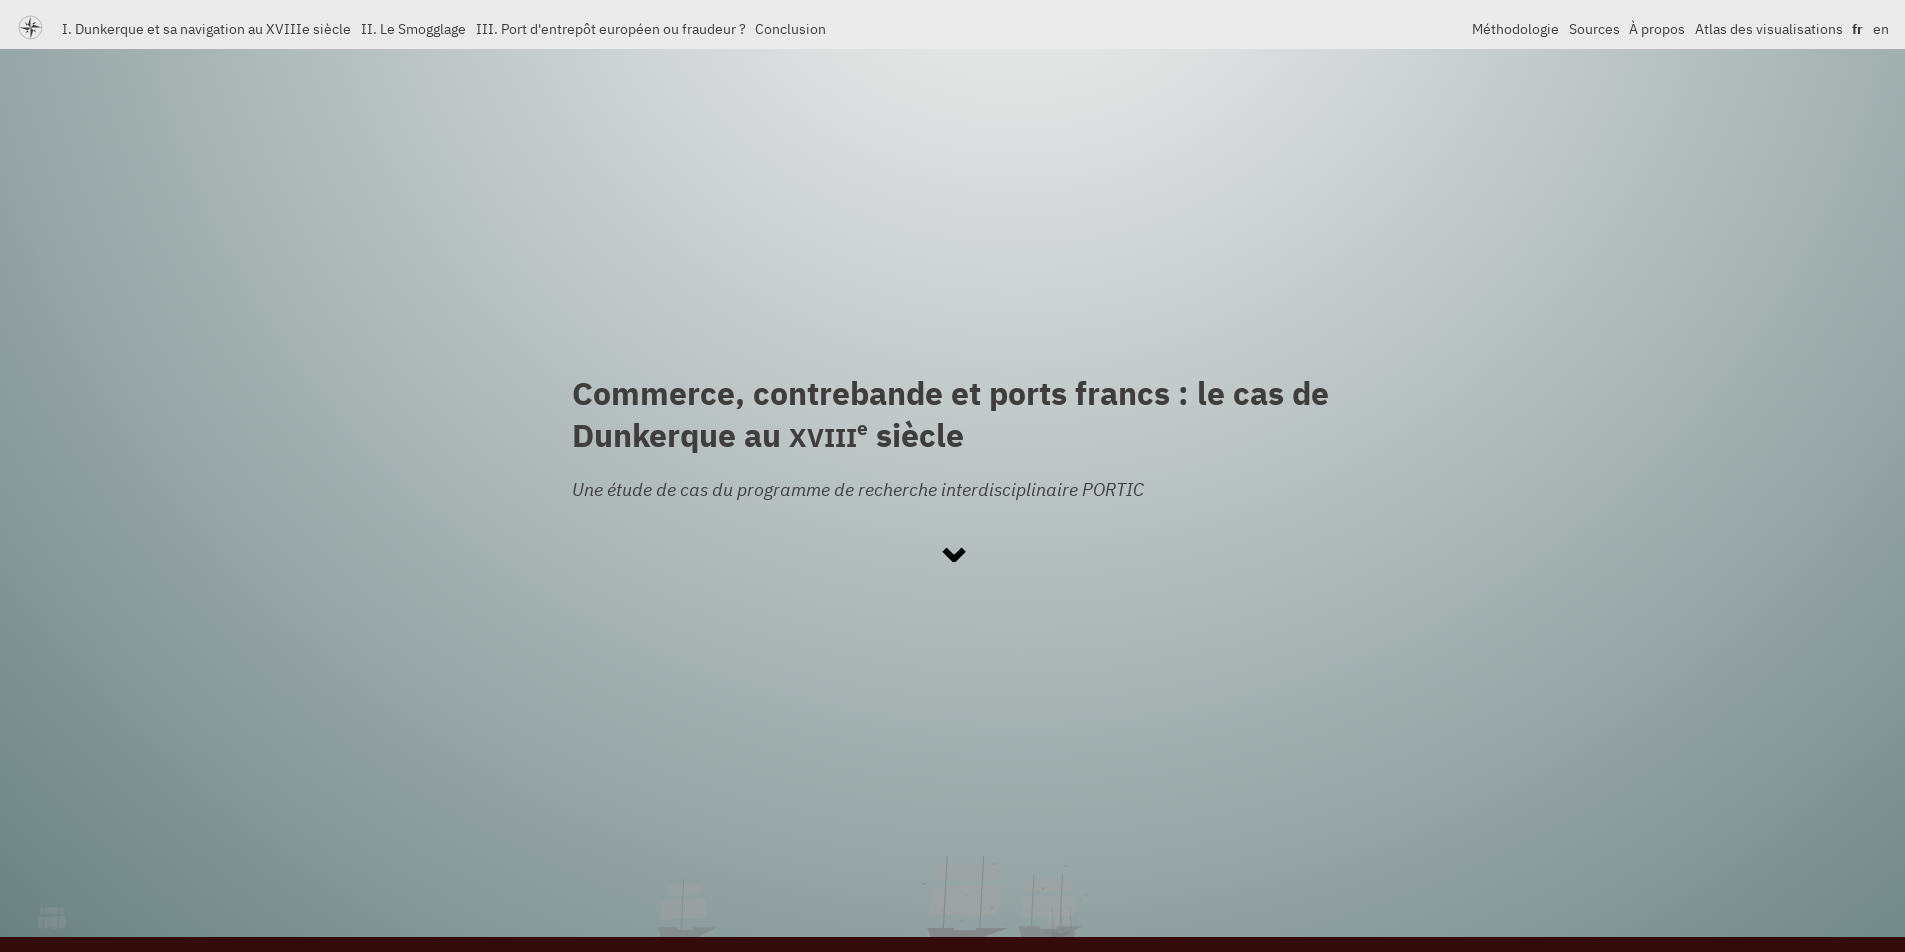 I. Dunkerque et sa navigation au XVIIIe siècle II. Le Smogglage III. Port d'entrepôt européen ou fraudeur ? Conclusion Méthodologie Sources À propos Atlas des visualisations fr en
Commerce, contrebande et ports francs : le cas de
Dunkerque au XVIIIe siècle
Une étude de cas du programme de recherche interdisciplinaire PORTIC